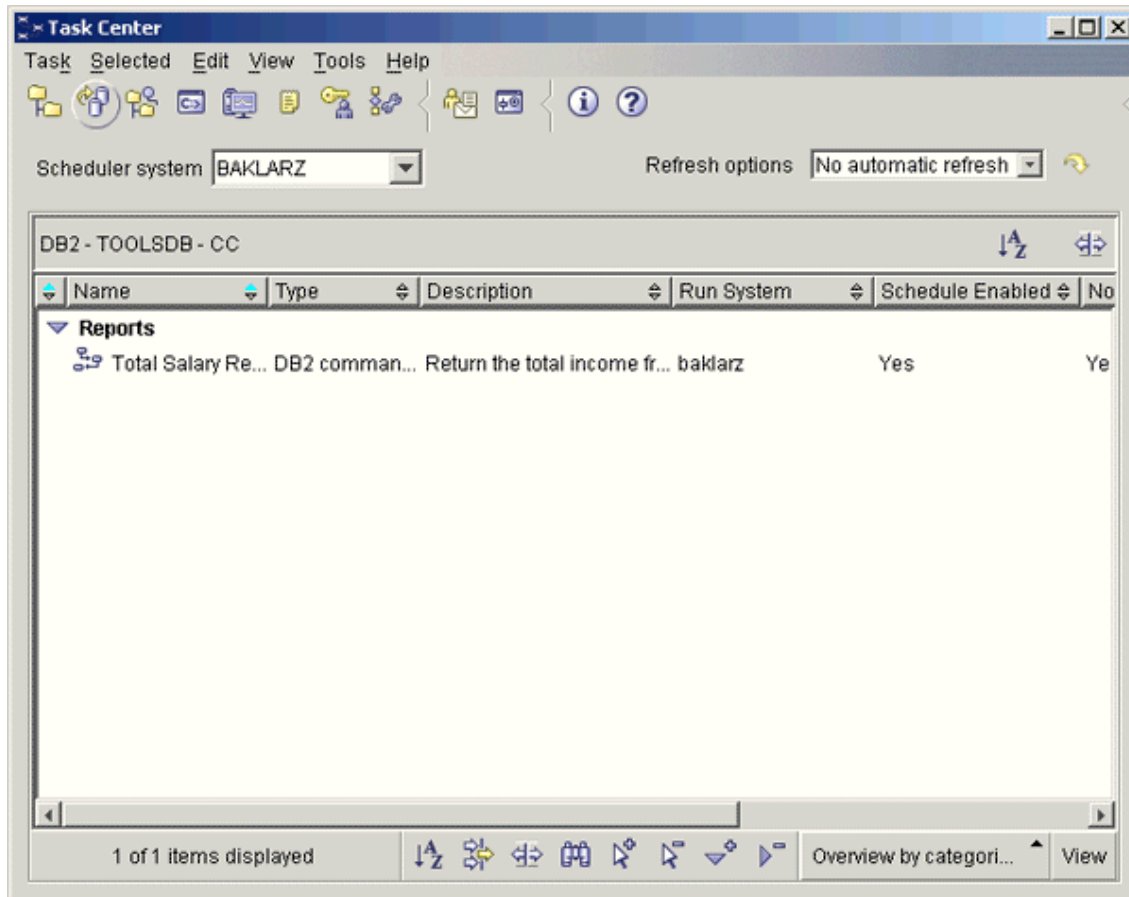 Task Center
Task Selected Edit View Tools Help
Scheduler system BAKLARZ Refresh options No automatic refresh
DB2 - TOOLSDB - CC
Name Type Description Run System Schedule Enabled No
Reports
Total Salary Re... DB2 comman... Return the total income fr... baklarz Yes Ye
1 of 1 items displayed Overview by categori... View